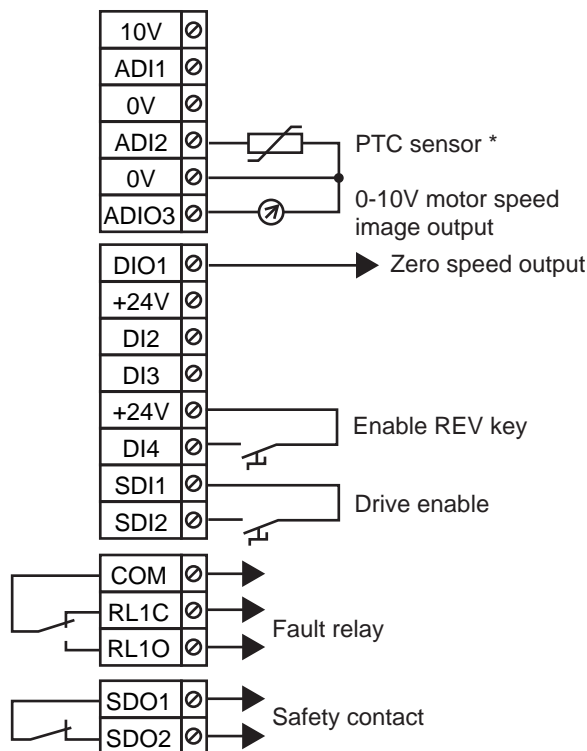 10V
ADI1
0V
ADI2
PTC sensor *
0V
ADIO3
0-10V motor speed
image output
DIO1
Zero speed output
+24V
DI2
DI3
+24V
Enable REV key
DI4
SDI1
Drive enable
SDI2
COM
RL1C
Fault relay
RL1O
SDO1
Safety contact
SDO2